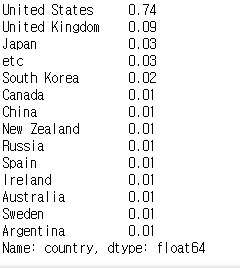 United States 0.74
United Kingdom 0.09
Japan 0.03
etc 0.03
South Korea 0.02
Canada 0.01
China 0.01
New Zealand 0.01
Russia 0.01
Spain 0.01
Ireland 0.01
Australia 0.01
Sweden 0.01
Argentina 0.01
Name: country, dtype: float64